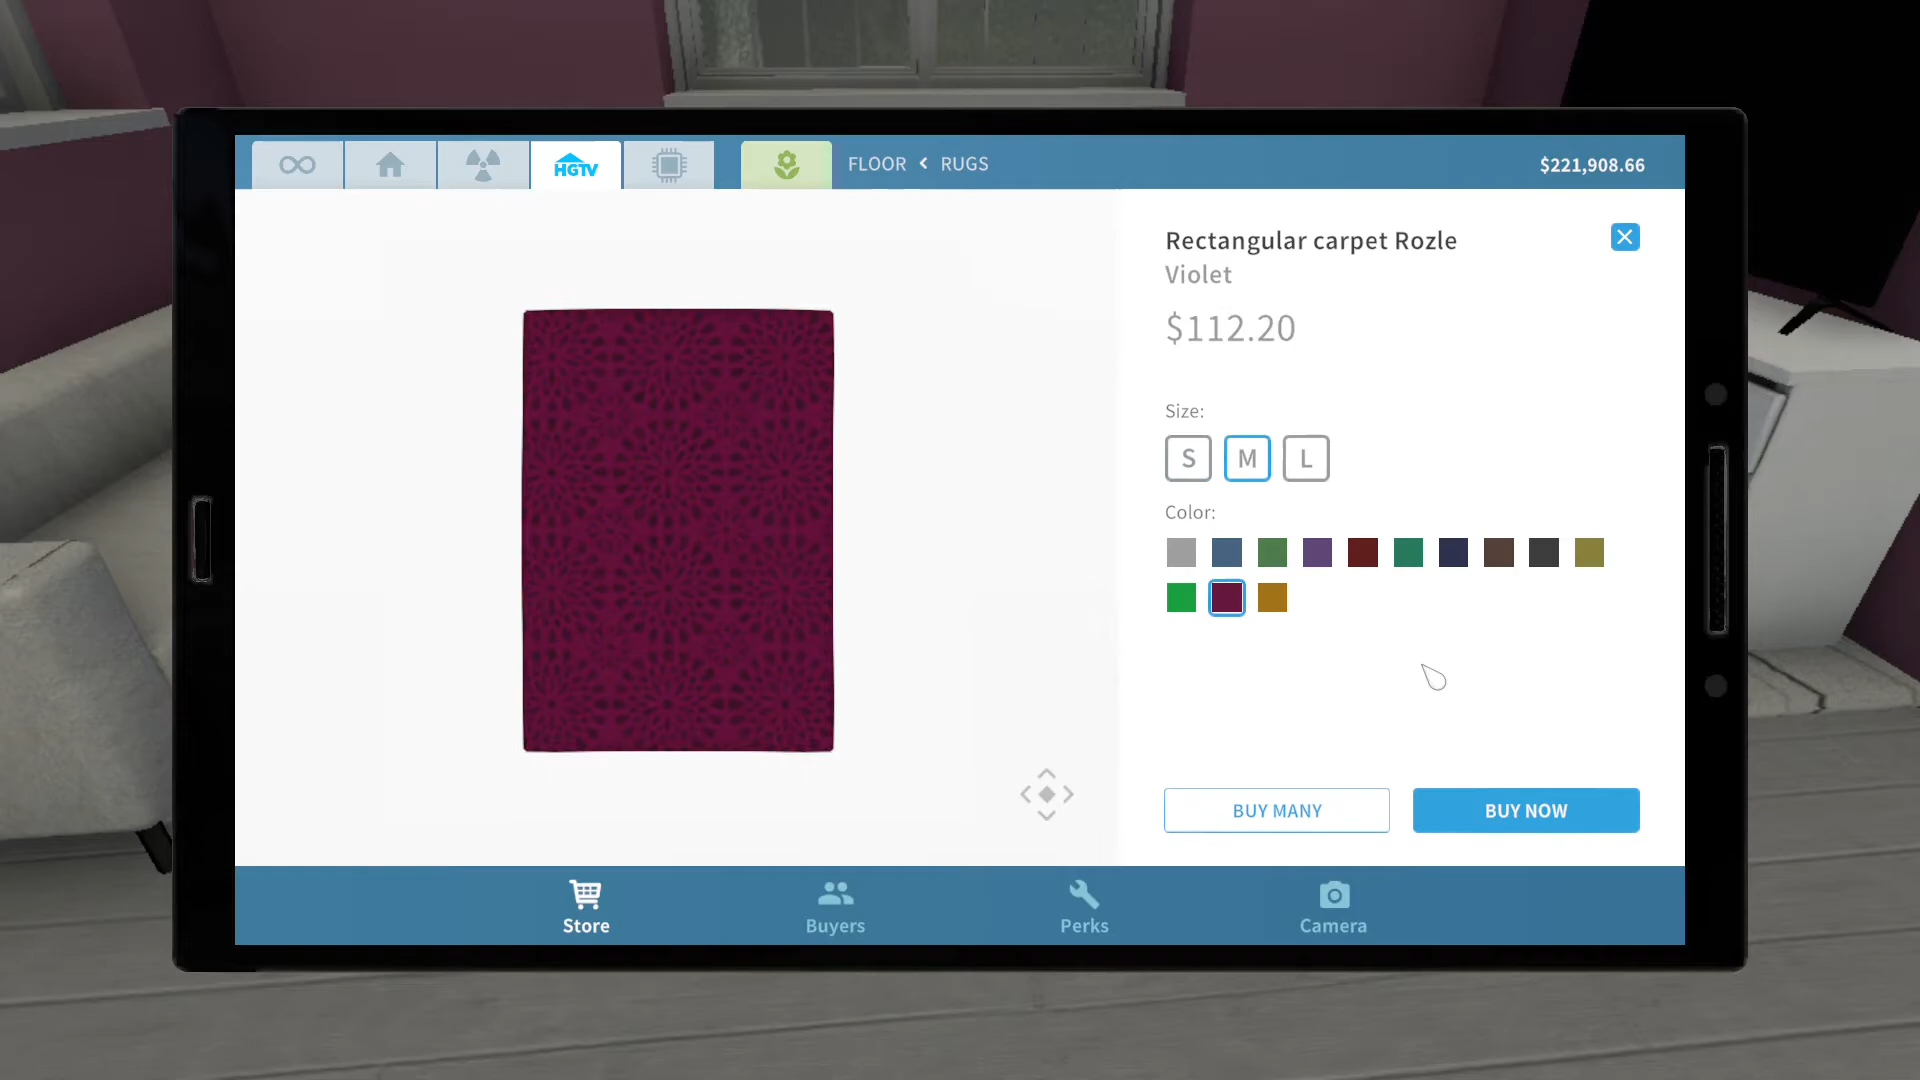 HGTV
FLOOR < RUGS
$221,908.66
Rectangular carpet Rozle
Violet
$112.20
Size:
S M L
Color:
BUY MANY
BUY NOW
Store
Buyers
Perks
Camera